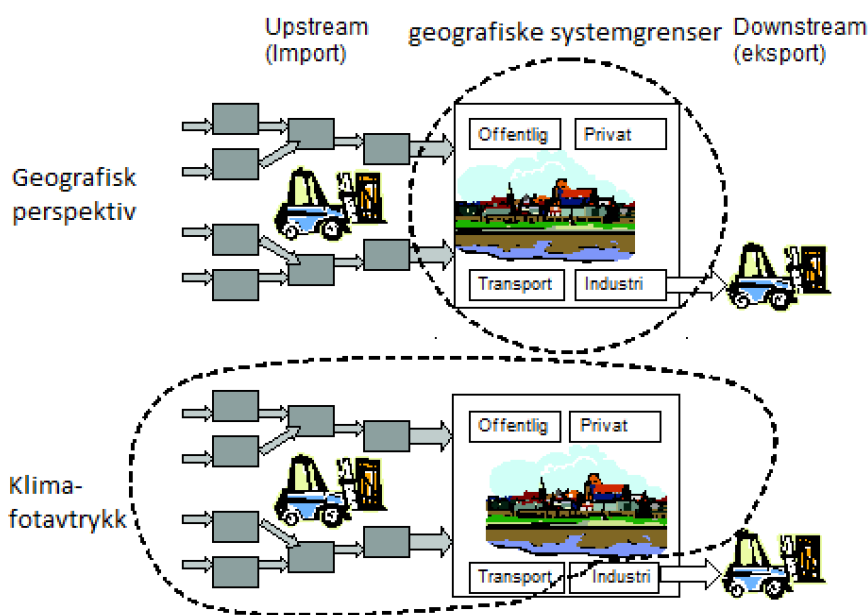 Upstream
(Import)
geografiske systemgrenser
Downstream
(eksport)
Geografisk
perspektiv
Offentlig
Privat
Transport
Industri
Klima-
fotavtrykk
Offentlig
Privat
Transport
Industri